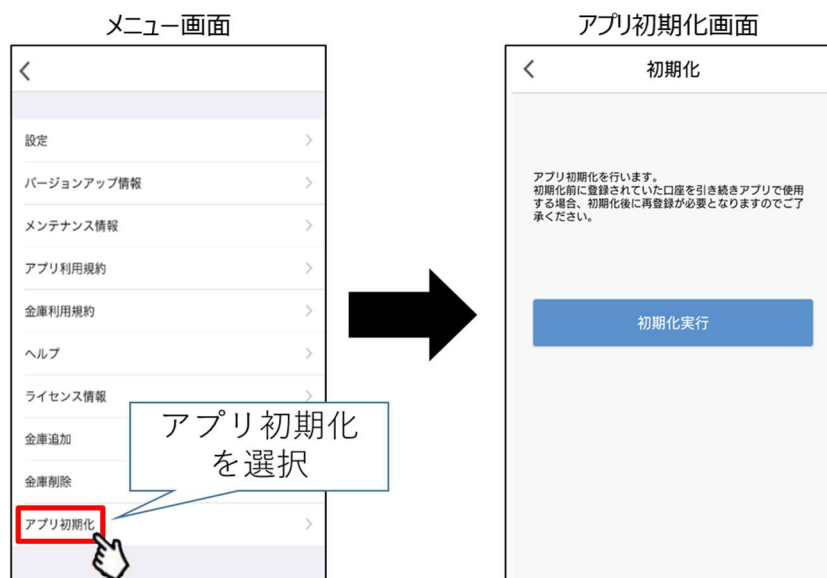 メニュー画面
設定
バージョンアップ情報
メンテナンス情報
アプリ利用規約
金庫利用規約
ヘルプ
ライセンス情報
金庫追加
金庫削除
アプリ初期化
アプリ初期化
を選択
アプリ初期化画面
初期化
アプリ初期化を行います。
初期化前に登録されていた口座を引き続きアプリで使用
する場合、初期化後に再登録が必要となりますのでご了
承ください。
初期化実行